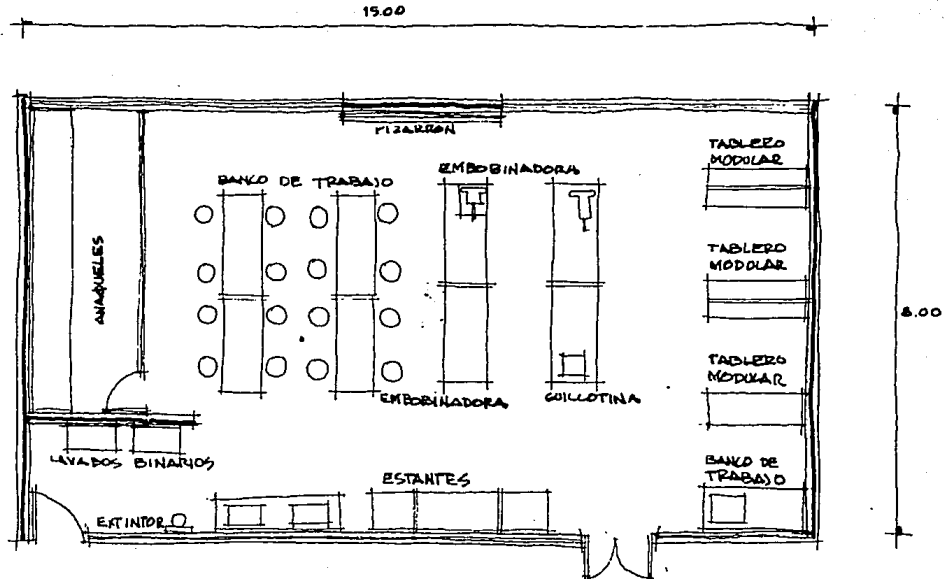 15.00
PIZARRON
TABLERO
MODULAR
EMBOBINADORA
BANCO DE TRABAJO
ANAQUELES
TABLERO
MODULAR
8.00
TABLERO
MODULAR
EMBOBINADORA
GUILLOTINA
LAVADOS
BINARIOS
BANCO DE
TRABAJO
ESTANTES
EXTINTOR